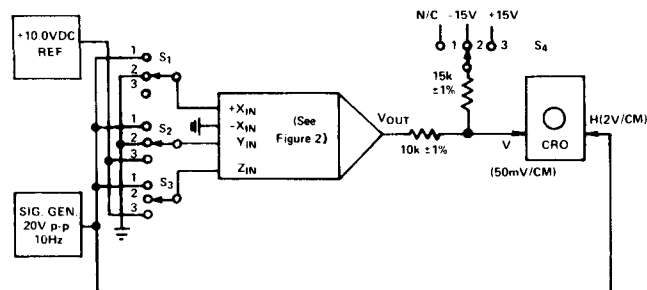 +10.0VDC
REF
SIG. GEN.
20V p-p
10Hz
1
2
3
S1
1
2
3
S2
1
2
3
S3
+XIN
-XIN
YIN
ZIN
(See
Figure 2)
VOUT
10k ±1%
N/C -15V +15V
1 2 3 S4
15k
±1%
V
CRO
(50mV/CM)
H(2V/CM)